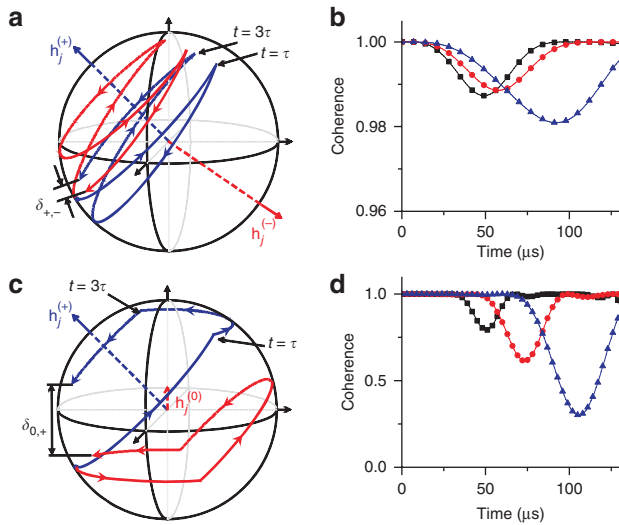 a
t = 3τ
t = τ
h_j^(+)
δ_+,−
h_j^(−)
b
1.00
0.98
0.96
Coherence
0
50
100
Time (μs)
c
t = 3τ
h_j^(+)
t = τ
h_j^(0)
δ_0,+
d
1.0
0.5
0.0
Coherence
0
50
100
Time (μs)